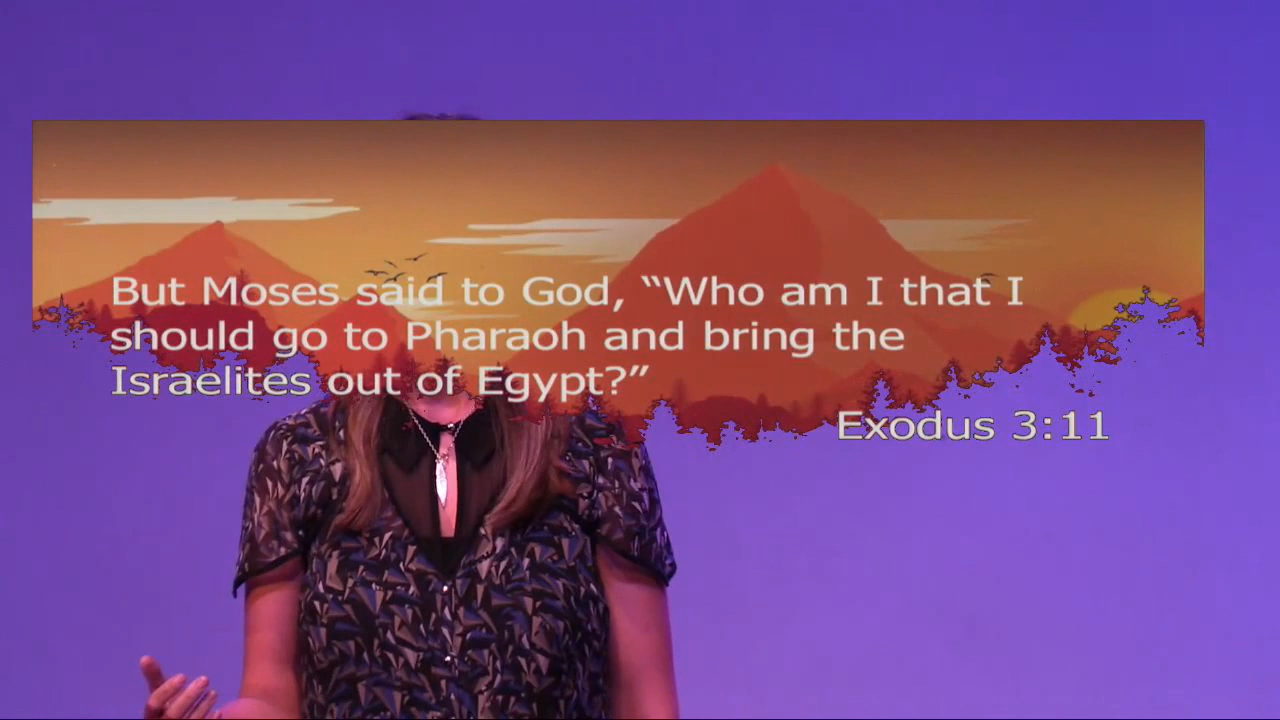 But Moses said to God, “Who am I that I
should go to Pharaoh and bring the
Israelites out of Egypt?”
Exodus 3:11